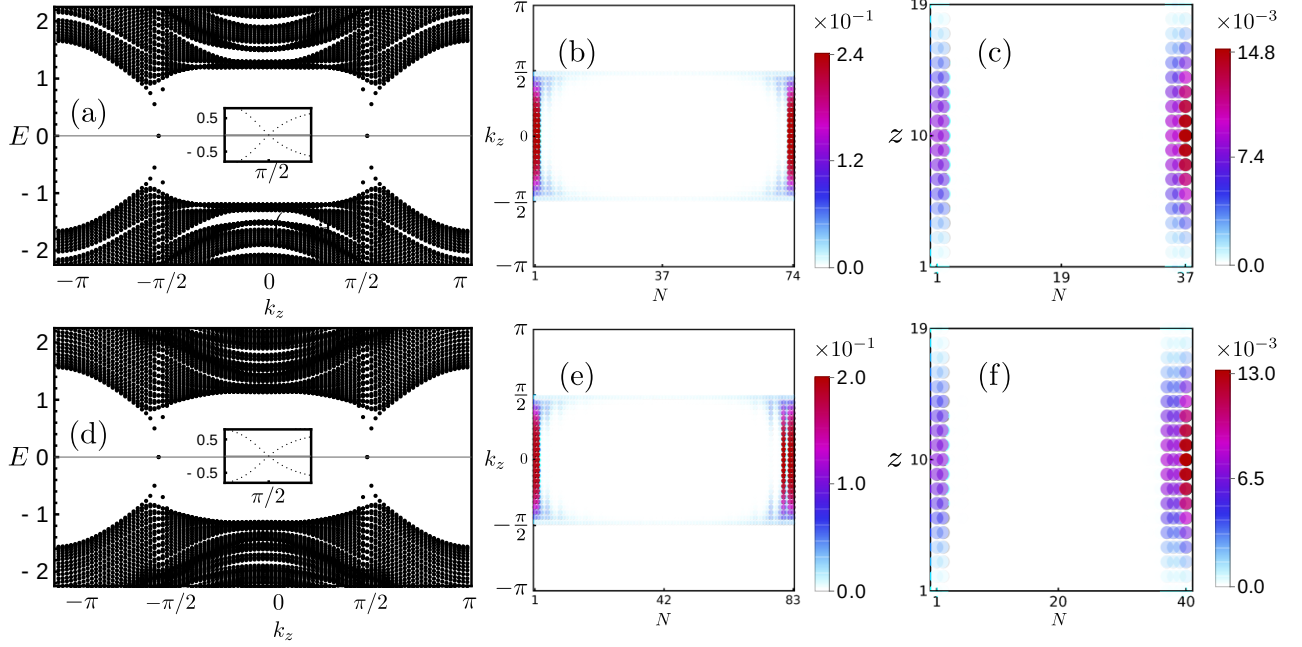 (a)
E
2
1
0
- 1
- 2
0.5
- 0.5
π/2
−π −π/2 0 π/2 π
k_z
(b)
π
π/2
k_z 0
−π/2
−π
1 37 74
N
×10⁻¹
2.4
1.2
0.0
(c)
19
z 10
1
1 19 37
N
×10⁻³
14.8
7.4
0.0
(d)
E
2
1
0
- 1
- 2
0.5
- 0.5
π/2
−π −π/2 0 π/2 π
k_z
(e)
π
π/2
k_z 0
−π/2
−π
1 42 83
N
×10⁻¹
2.0
1.0
0.0
(f)
19
z 10
1
1 20 40
N
×10⁻³
13.0
6.5
0.0